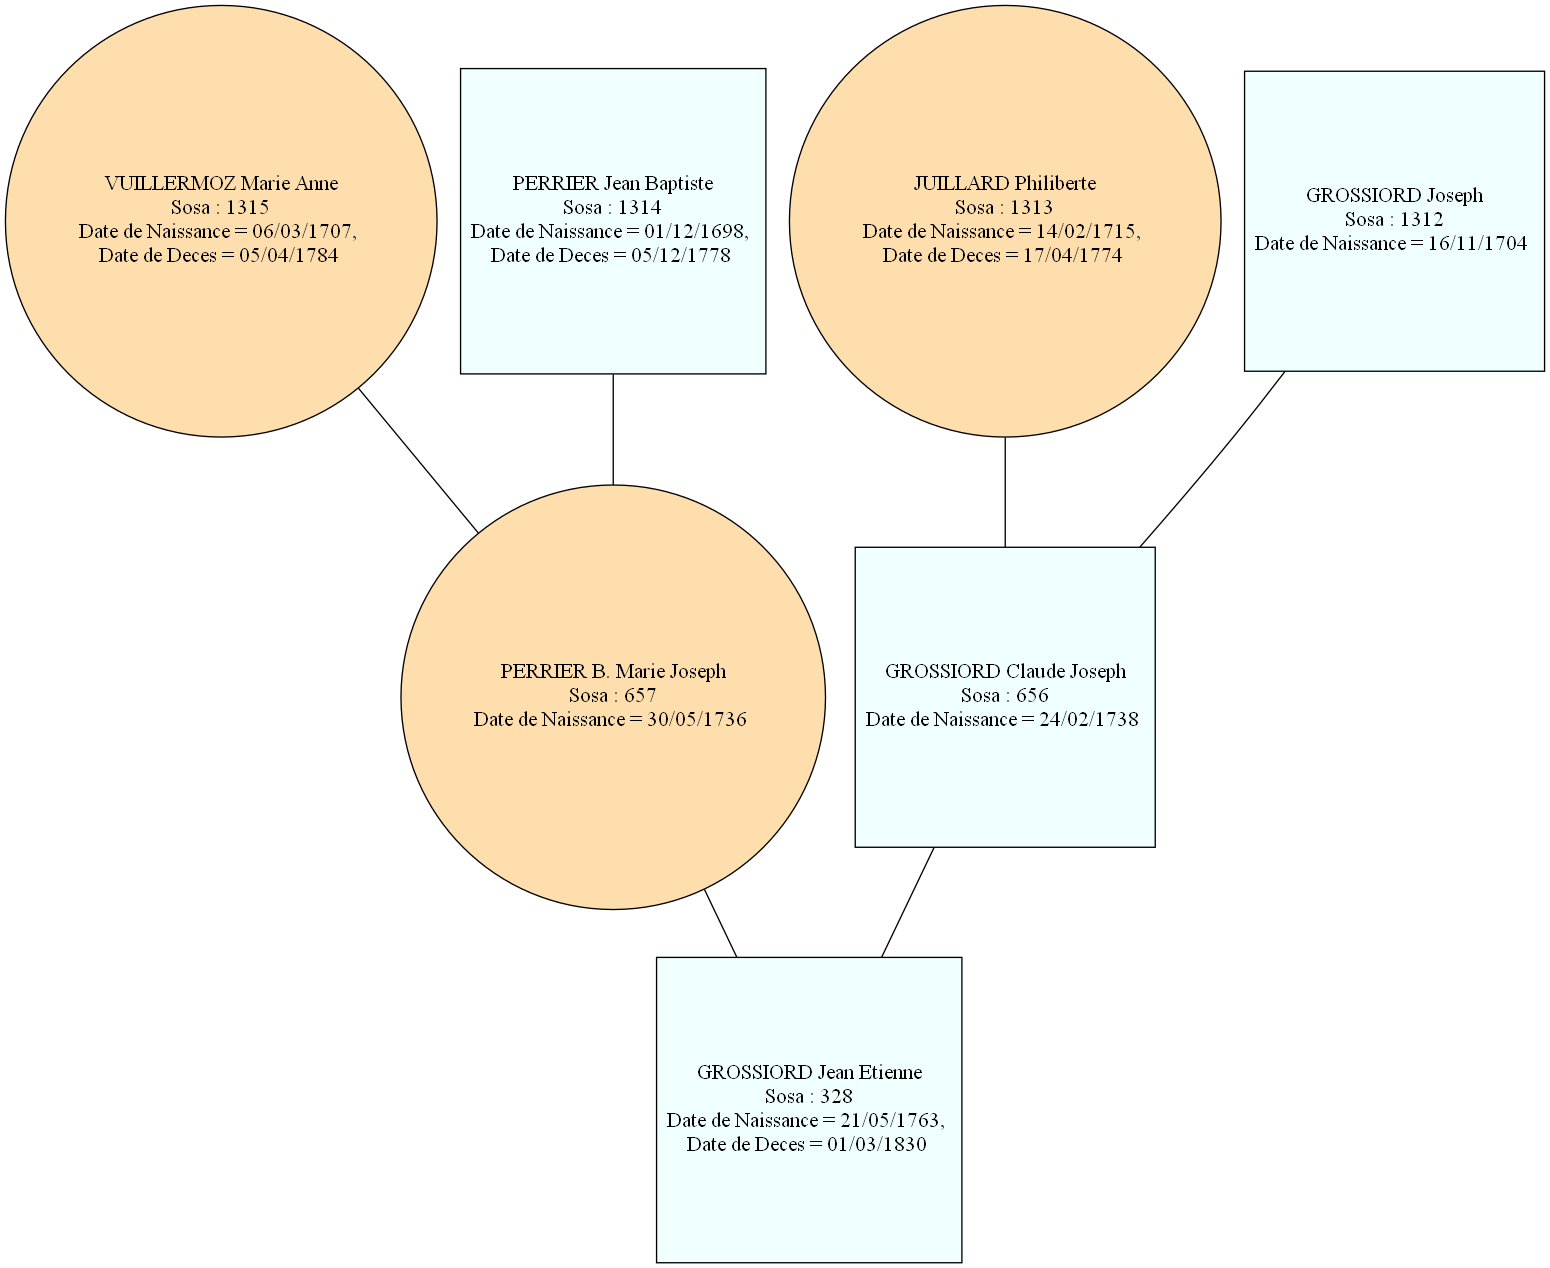 VUILLERMOZ Marie Anne
Sosa : 1315
Date de Naissance = 06/03/1707,
Date de Deces = 05/04/1784
PERRIER Jean Baptiste
Sosa : 1314
Date de Naissance = 01/12/1698,
Date de Deces = 05/12/1778
JUILLARD Philiberte
Sosa : 1313
Date de Naissance = 14/02/1715,
Date de Deces = 17/04/1774
GROSSIORD Joseph
Sosa : 1312
Date de Naissance = 16/11/1704
PERRIER B. Marie Joseph
Sosa : 657
Date de Naissance = 30/05/1736
GROSSIORD Claude Joseph
Sosa : 656
Date de Naissance = 24/02/1738
GROSSIORD Jean Etienne
Sosa : 328
Date de Naissance = 21/05/1763,
Date de Deces = 01/03/1830